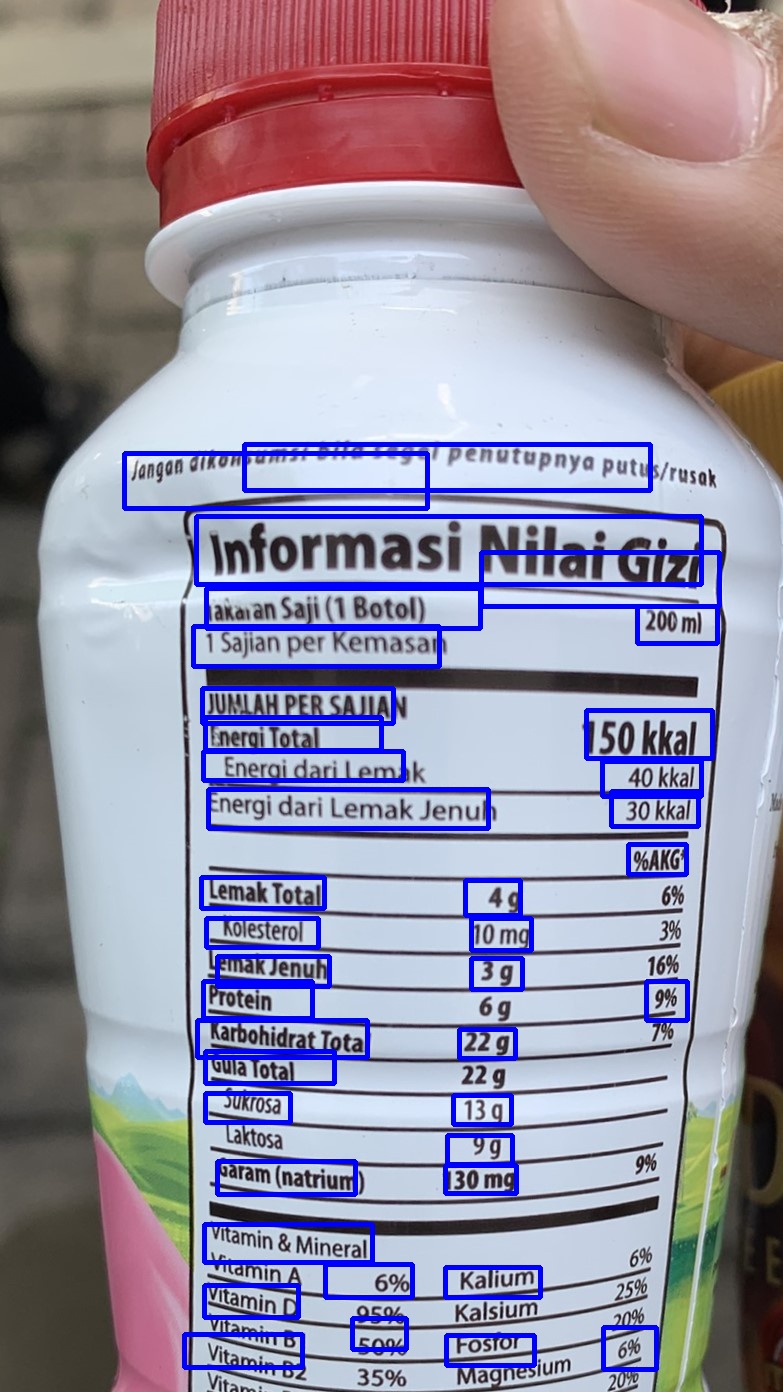 Jangan dikonsumsi bila segel penutupnya putus/rusak
Informasi Nilai Gizi
Takaran Saji (1 Botol) 200 ml
1 Sajian per Kemasan
JUMLAH PER SAJIAN
Energi Total 150 kkal
Energi dari Lemak 40 kkal
Energi dari Lemak Jenuh 30 kkal
%AKG*
Lemak Total 4 g 6%
Kolesterol 10 mg 3%
Lemak Jenuh 3 g 16%
Protein 6 g 9%
Karbohidrat Total 22 g 7%
Gula Total 22 g
Sukrosa 13 g
Laktosa 9 g
Garam (natrium) 130 mg 9%
Vitamin & Mineral
Vitamin A 6% Kalium 6%
Vitamin D 95% Kalsium 25%
Vitamin B 50% Fosfor 20%
Vitamin B2 35% Magnesium 6%
20%